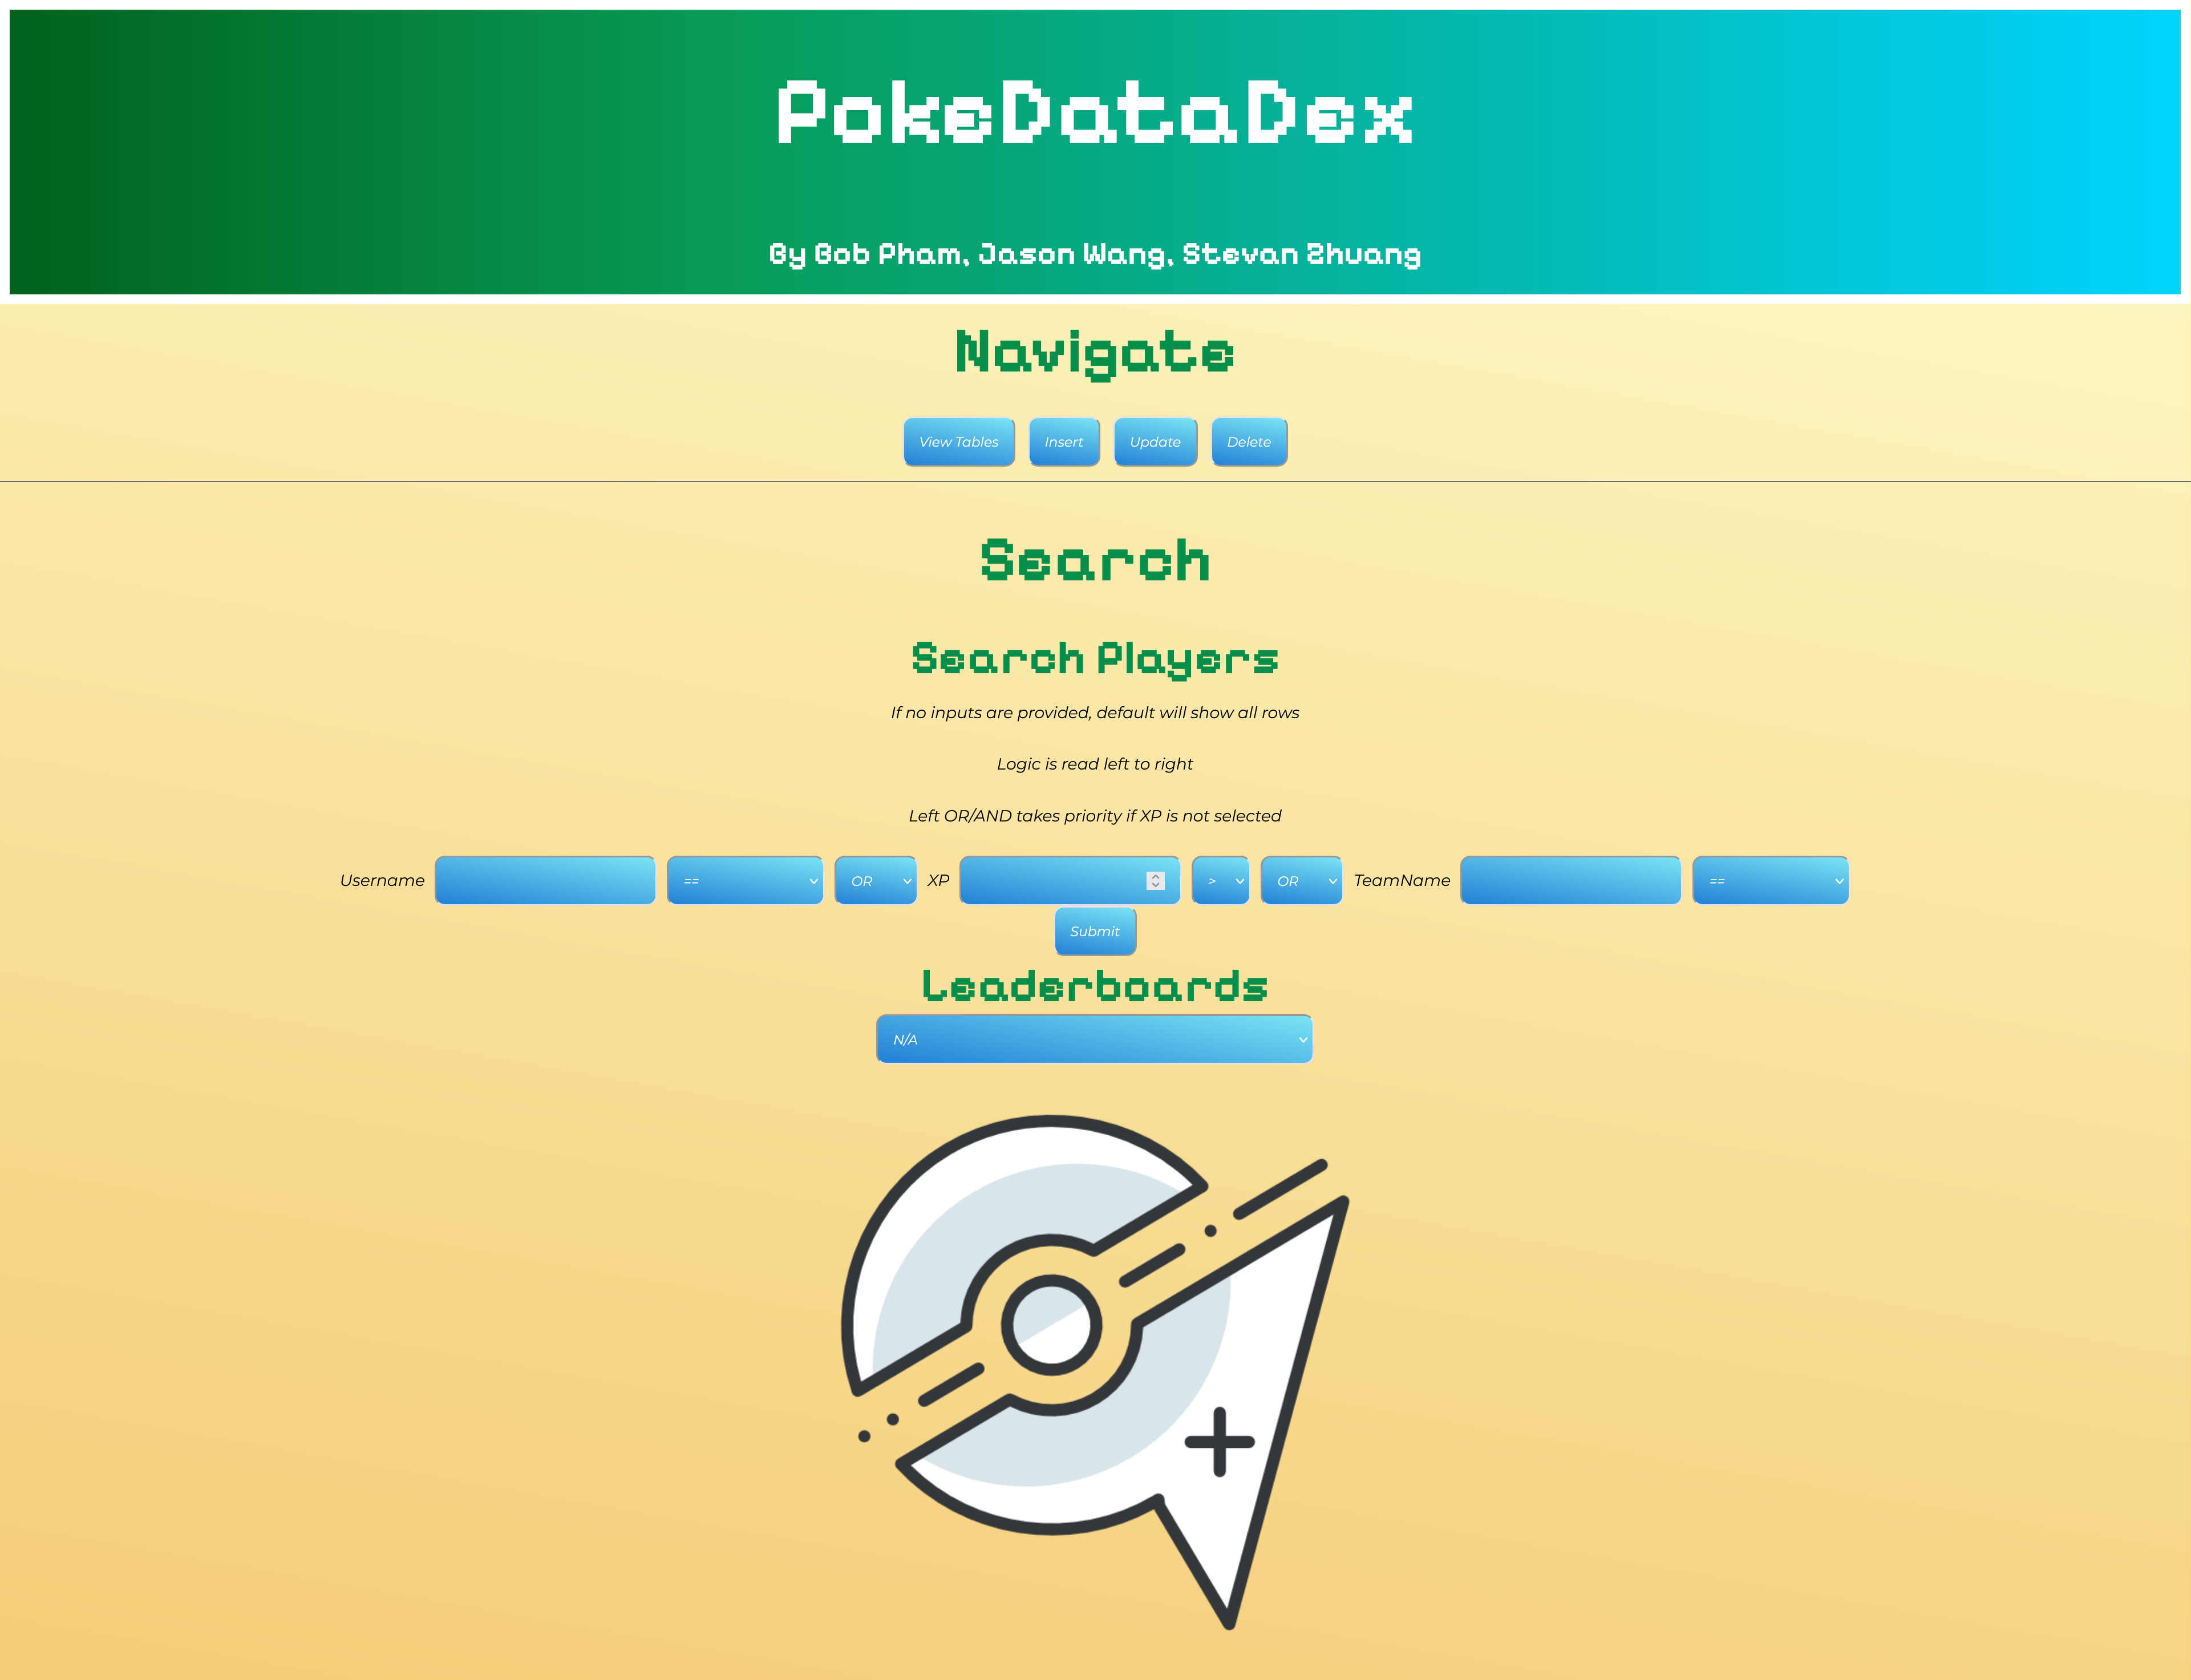 PokeDataDex
By Bob Pham, Jason Wang, Stevan Zhuang
Navigate
View Tables Insert Update Delete
Search
Search Players
If no inputs are provided, default will show all rows
Logic is read left to right
Left OR/AND takes priority if XP is not selected
Username == OR XP > OR TeamName ==
Submit
Leaderboards
N/A